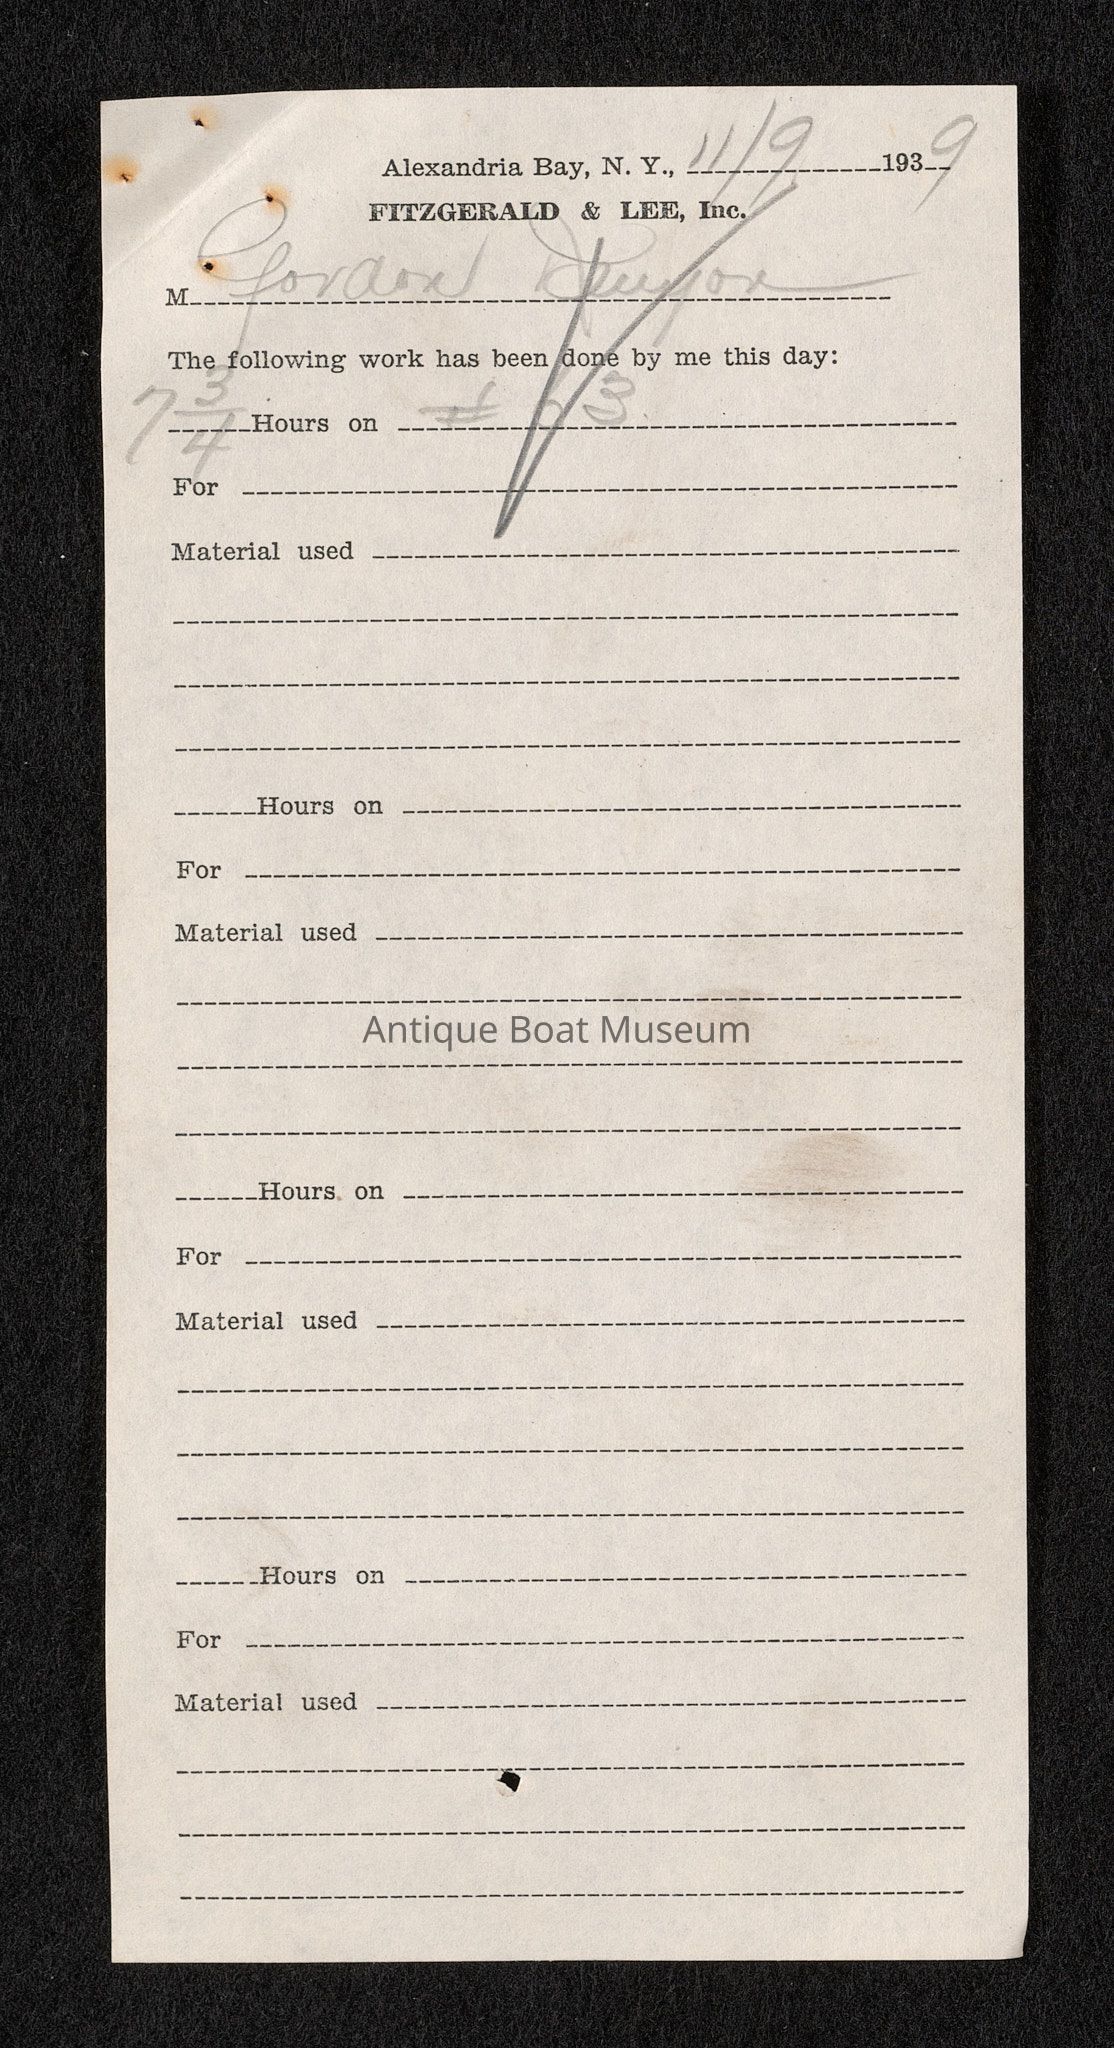 Alexandria Bay, N. Y., 11/9 1939
FITZGERALD & LEE, Inc.
M Gordon
The following work has been done by me this day:
7 3/4 Hours on # 63
For
Material used
Hours on
For
Material used
Antique Boat Museum
Hours on
For
Material used
Hours on
For
Material used